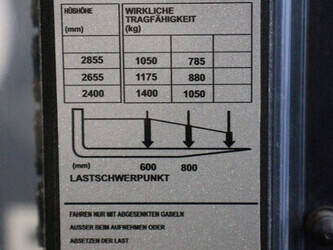 HUBHÖHE WIRKLICHE
TRAGFÄHIGKEIT
(mm) (kg)
2855 1050 785
2655 1175 880
2400 1400 1050
(mm) 600 800
LASTSCHWERPUNKT
FAHREN NUR MIT ABGESENKTEN GABELN
AUSSER BEIM AUFNEHMEN ODER
ABSETZEN DER LAST